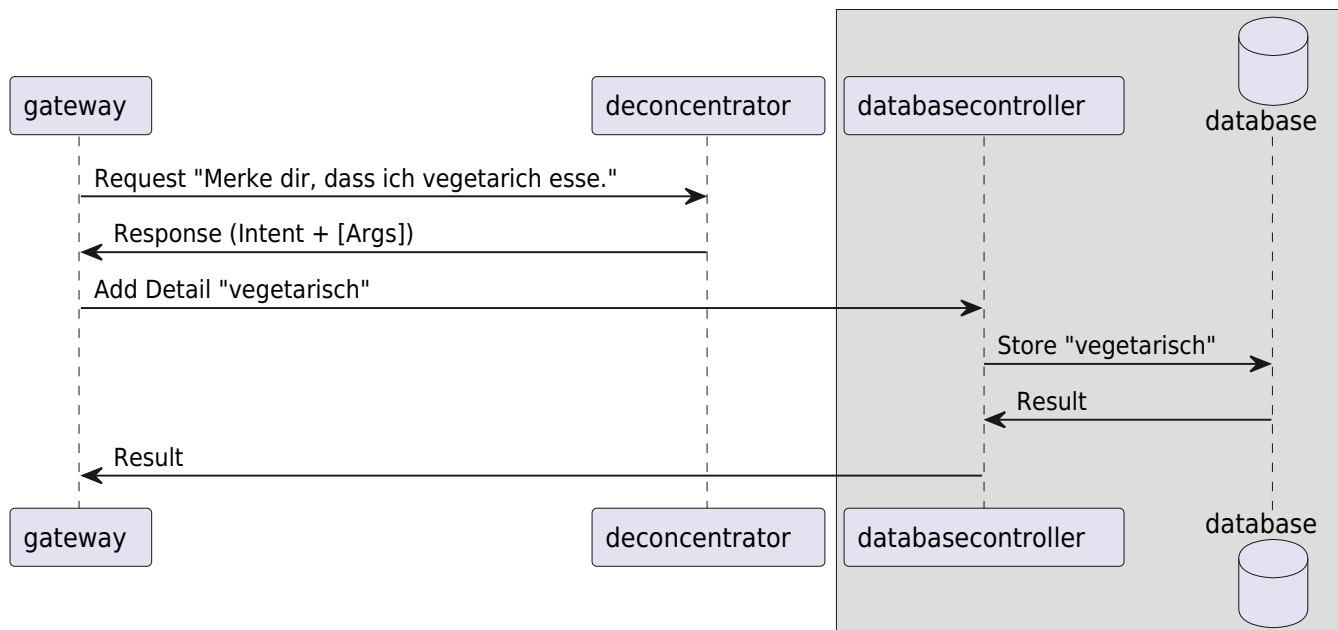 database
gateway
deconcentrator
databasecontroller
Request "Merke dir, dass ich vegetarich esse."
Response (Intent + [Args])
Add Detail "vegetarisch"
Store "vegetarisch"
Result
Result
gateway
deconcentrator
databasecontroller
database